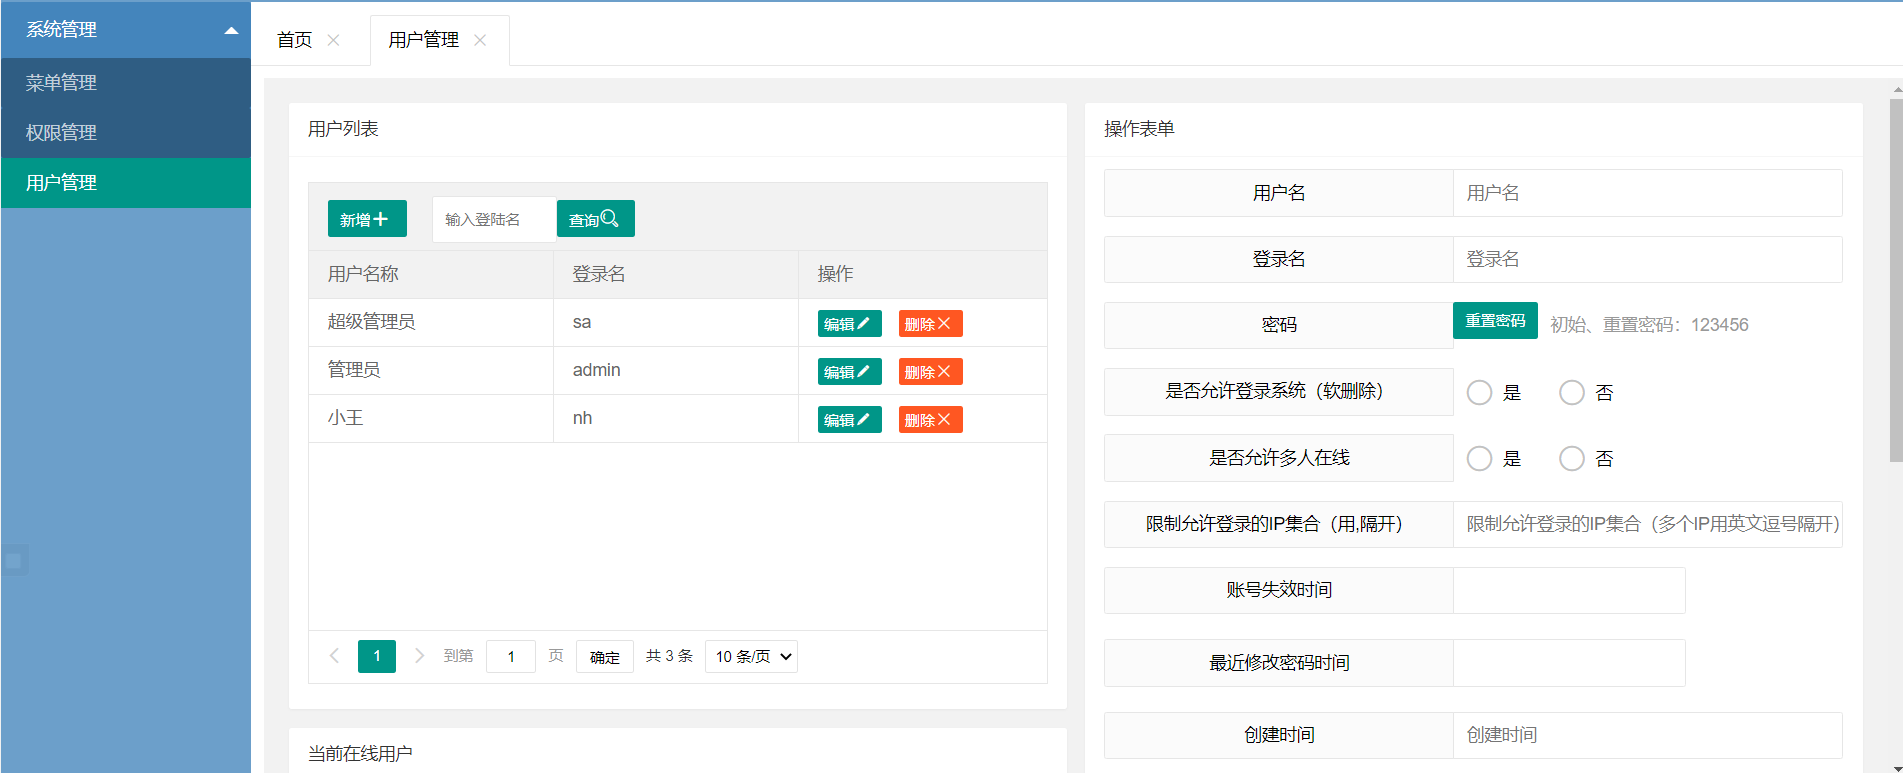 系统管理
菜单管理
权限管理
用户管理
首页
用户管理
用户列表
新增
输入登陆名
查询
用户名称 登录名 操作
超级管理员 sa 编辑 删除
管理员 admin 编辑 删除
小王 nh 编辑 删除
1 到第 1 页 确定 共 3 条 10 条/页
当前在线用户
操作表单
用户名 用户名
登录名 登录名
密码 重置密码 初始、重置密码：123456
是否允许登录系统（软删除） 是 否
是否允许多人在线 是 否
限制允许登录的IP集合（用,隔开） 限制允许登录的IP集合（多个IP用英文逗号隔开)
账号失效时间
最近修改密码时间
创建时间 创建时间